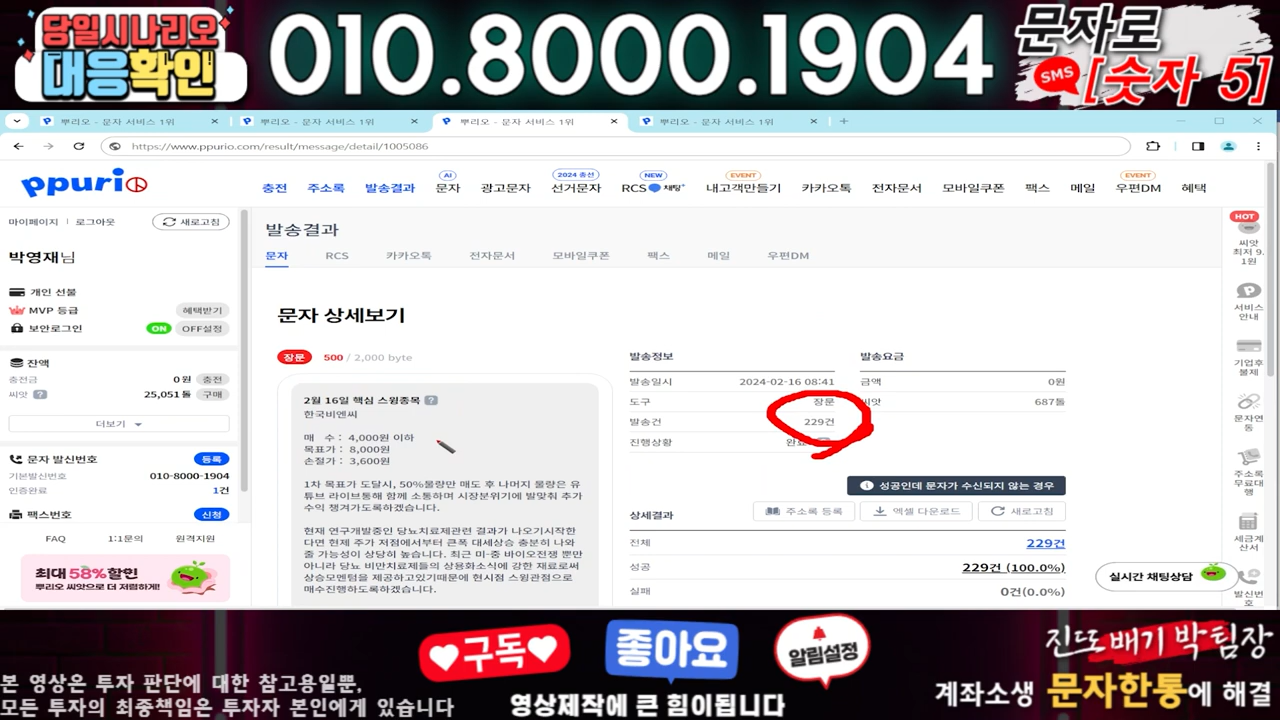 당일시나리오
대응확인
010.8000.1904
문자로
SMS
[숫자 5]
뿌리오 - 문자 서비스 1위
뿌리오 - 문자 서비스 1위
뿌리오 - 문자 서비스 1위
뿌리오 - 문자 서비스 1위
https://www.ppurio.com/result/message/detail/1005086
ppurio
충전
주소록
발송결과
AI
문자
광고문자
2024 총선
선거문자
NEW
RCS 채팅+
EVENT
내고객만들기
카카오톡
전자문서
모바일쿠폰
팩스
메일
EVENT
우편DM
혜택
마이페이지 | 로그아웃
새로고침
박영재님
개인 선불
MVP 등급
혜택받기
보안로그인
ON
OFF설정
잔액
충전금
0원
충전
씨앗 ?
25,051톨
구매
더보기
문자 발신번호
등록
기본발신번호
010-8000-1904
인증완료
1건
팩스번호
신청
FAQ
1:1문의
원격지원
최대 58%할인
뿌리오 씨앗으로 더 저렴하게!
발송결과
문자
RCS
카카오톡
전자문서
모바일쿠폰
팩스
메일
우편DM
문자 상세보기
장문
500 / 2,000 byte
2월 16일 핵심 스윙종목 ?
한국비엔씨
매 수 : 4,000원 이하
목표가 : 8,000원
손절가 : 3,600원
1차 목표가 도달시, 50%물량만 매도 후 나머지 물량은 유
튜브 라이브통해 함께 소통하며 시장분위기에 발맞춰 추가
수익 챙겨가도록하겠습니다.
현재 연구개발중인 당뇨치료제관련 결과가 나오기시작한
다면 현재 주가 저점에서부터 큰폭 대세상승 충분히 나와
줄 가능성이 상당히 높습니다. 최근 미-중 바이오전쟁 뿐만
아니라 당뇨 비만치료제들의 상용화소식에 강한 재료로써
상승모멘텀을 제공하고있기때문에 현시점 스윙관점으로
매수진행하도록하겠습니다.
발송정보
발송일시
2024-02-16 08:41
도구
장문
발송건
229건
진행상황
발송요금
금액
0원
687톨
성공인데 문자가 수신되지 않는 경우
상세결과
주소록 등록
엑셀 다운로드
새로고침
전체
229건
성공
229건 (100.0%)
실패
0건(0.0%)
HOT
씨앗
최저 9.
1원
서비스
안내
기업후
불제
문자연
동
주소록
무료대
행
세금계
산서
발신번
호
실시간 채팅상담
본 영상은 투자 판단에 대한 참고용일뿐,
모든 투자의 최종책임은 투자자 본인에게 있습니다
구독
좋아요
알림설정
영상제작에 큰 힘이됩니다
진또배기 박팀장
계좌소생 문자한통에 해결